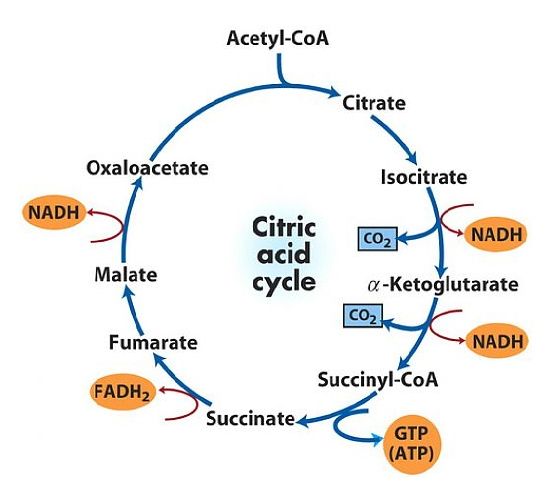 Acetyl-CoA
Citrate
Oxaloacetate
Isocitrate
NADH
Citric
acid
cycle
CO₂
NADH
Malate
α-Ketoglutarate
CO₂
Fumarate
NADH
Succinyl-CoA
FADH₂
Succinate
GTP
(ATP)